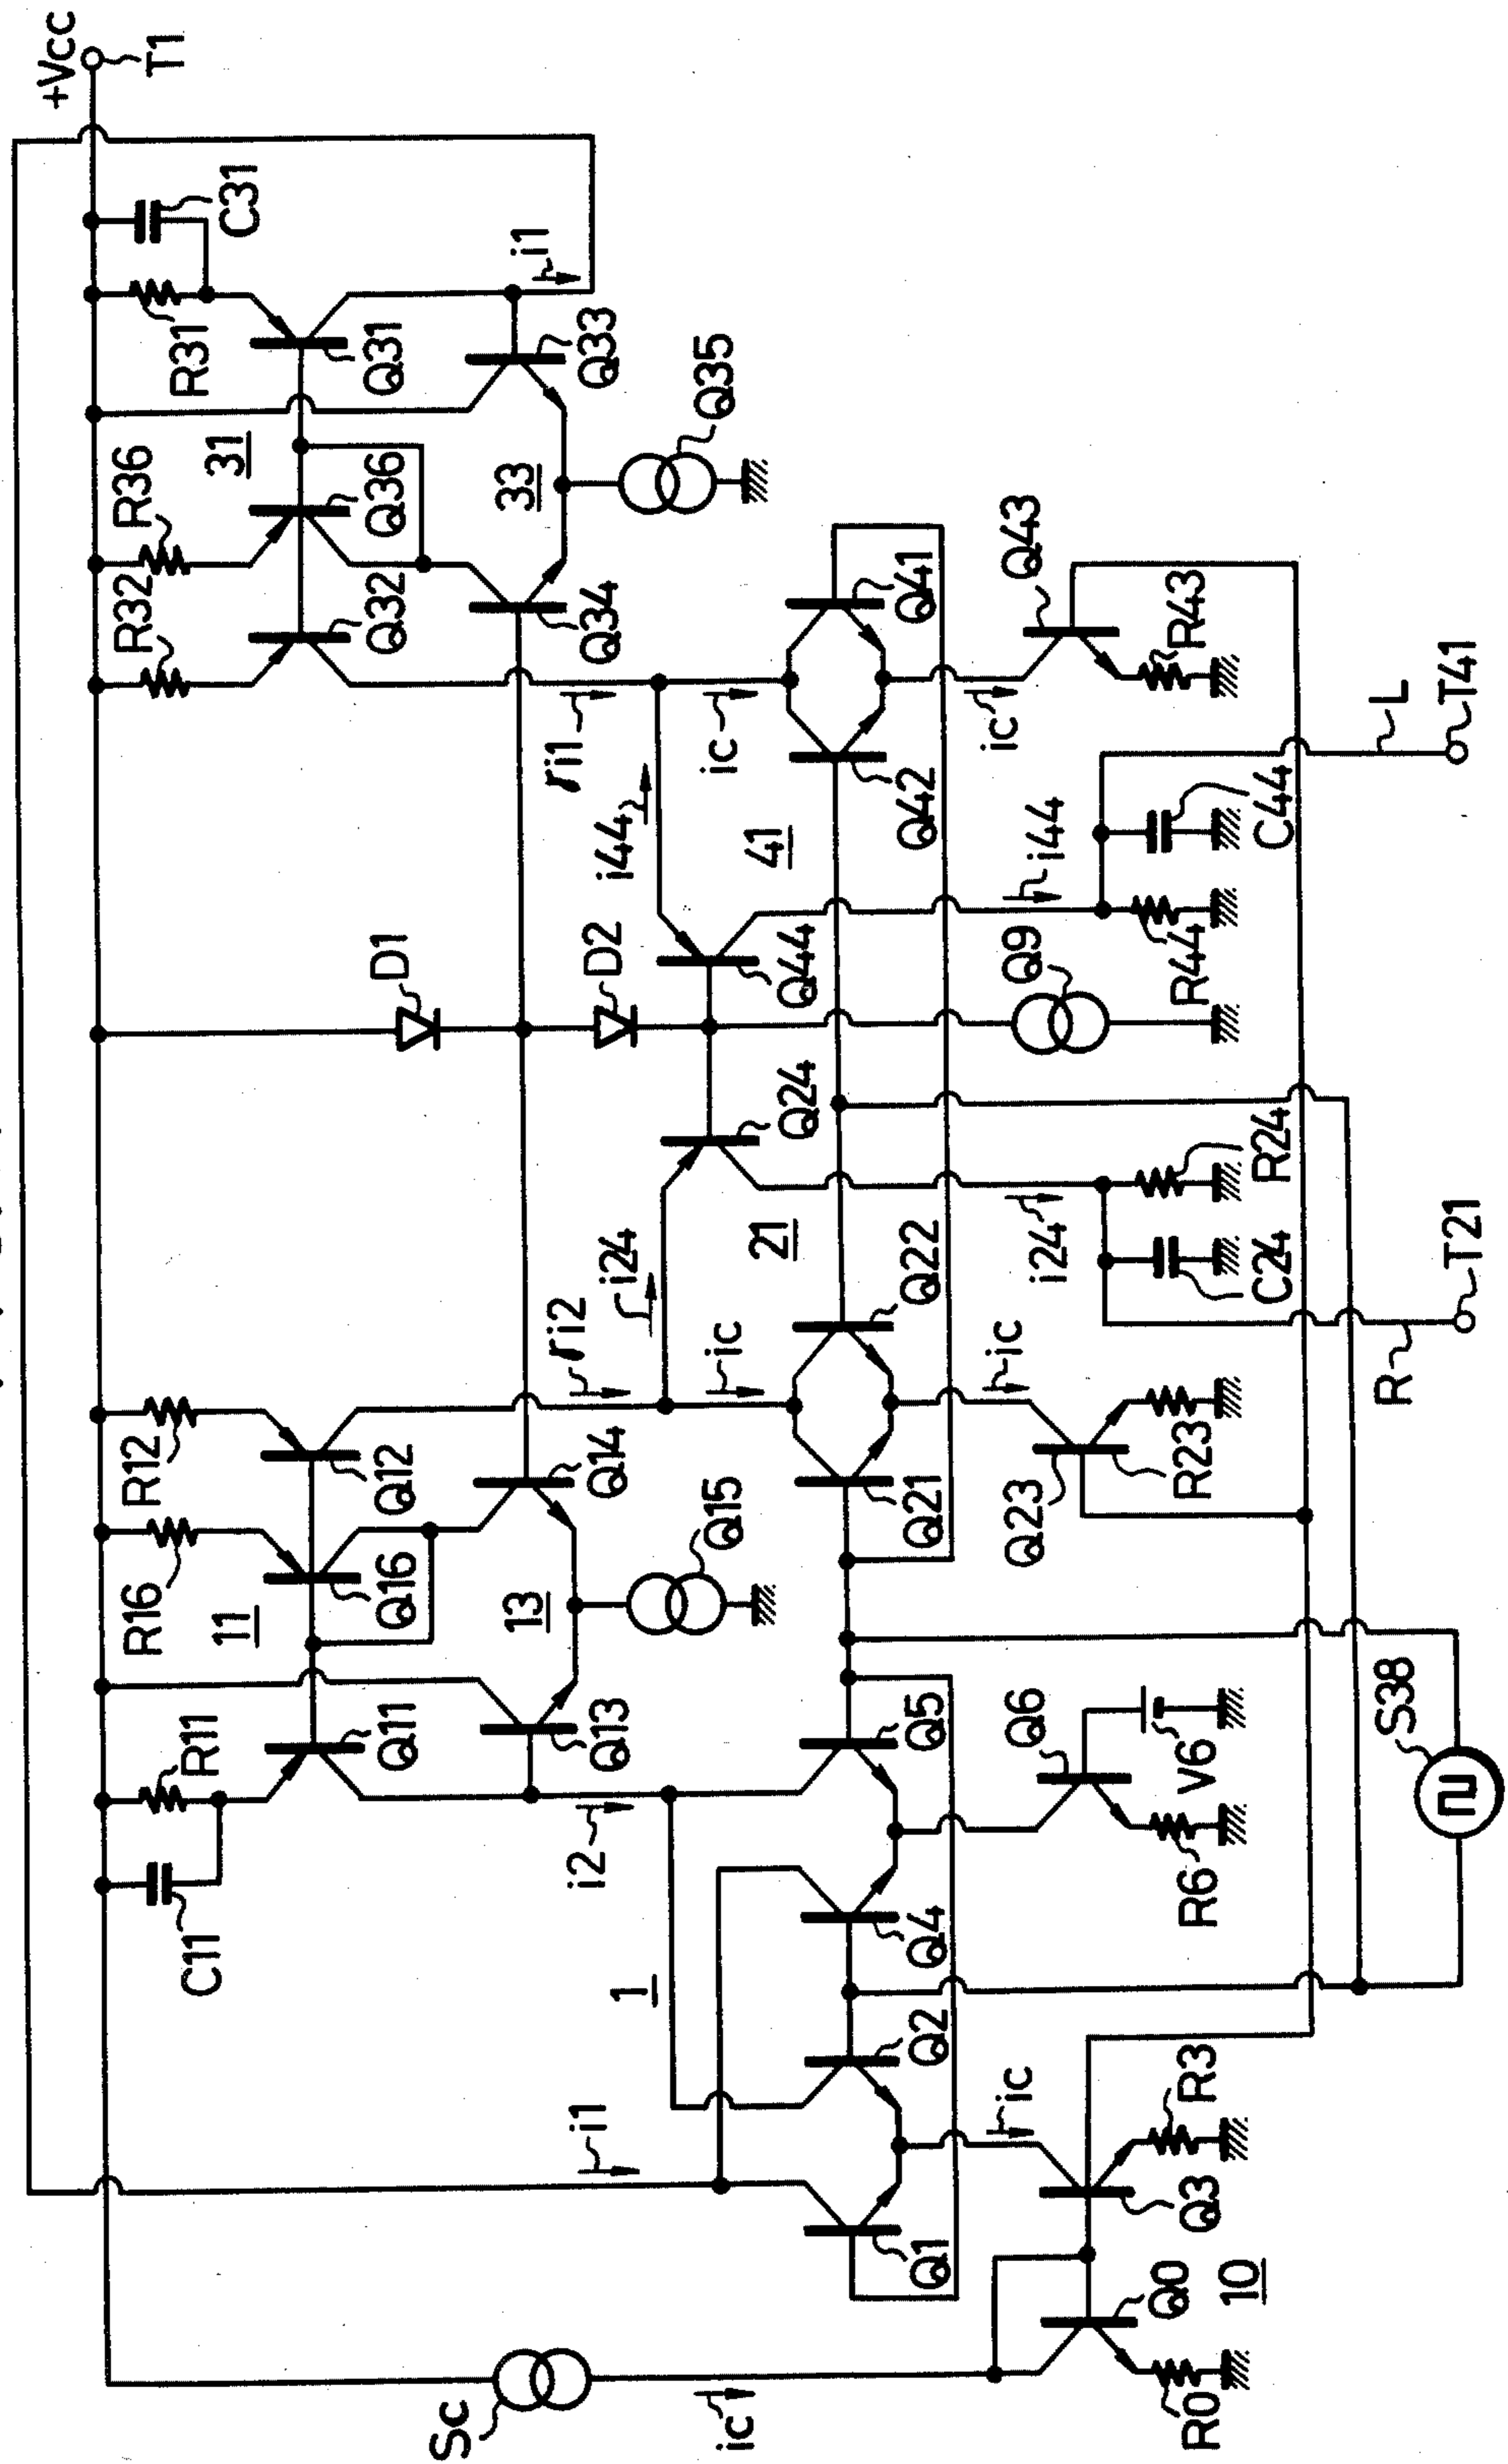 +Vcc
T1
C31
R31
R36
R32
31
Q31
Q36
Q32
i1
Q33
33
Q34
Q35
ri1
ic
i44
Q41
Q42
41
Q43
R43
ic
L
T41
C44
i44
R44
Q9
D1
D2
Q44
Q24
i24
21
R24
i24
C24
T21
R
ri2
ic
Q22
Q21
ic
Q23
R23
R12
R16
Q12
Q16
11
Q14
Q15
13
R11
Q11
Q13
C11
i2
Q5
Q6
V6
R6
S38
1
Q4
Q2
i1
ic
R3
Q1
Q3
Q0
10
R0
Sc
ic